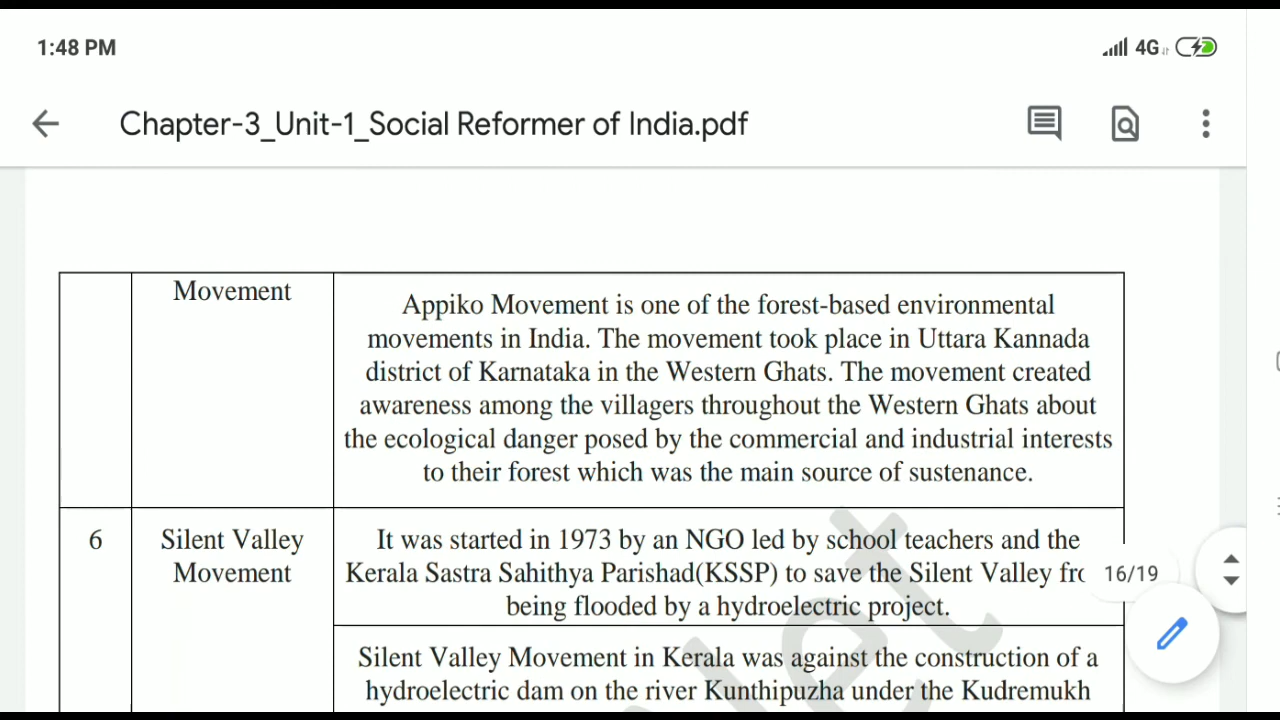 1:48 PM
4G
Chapter-3_Unit-1_Social Reformer of India.pdf
Movement
Appiko Movement is one of the forest-based environmental
movements in India. The movement took place in Uttara Kannada
district of Karnataka in the Western Ghats. The movement created
awareness among the villagers throughout the Western Ghats about
the ecological danger posed by the commercial and industrial interests
to their forest which was the main source of sustenance.
6
Silent Valley
Movement
It was started in 1973 by an NGO led by school teachers and the
Kerala Sastra Sahithya Parishad(KSSP) to save the Silent Valley fro
being flooded by a hydroelectric project.
16/19
Silent Valley Movement in Kerala was against the construction of a
hydroelectric dam on the river Kunthipuzha under the Kudremukh